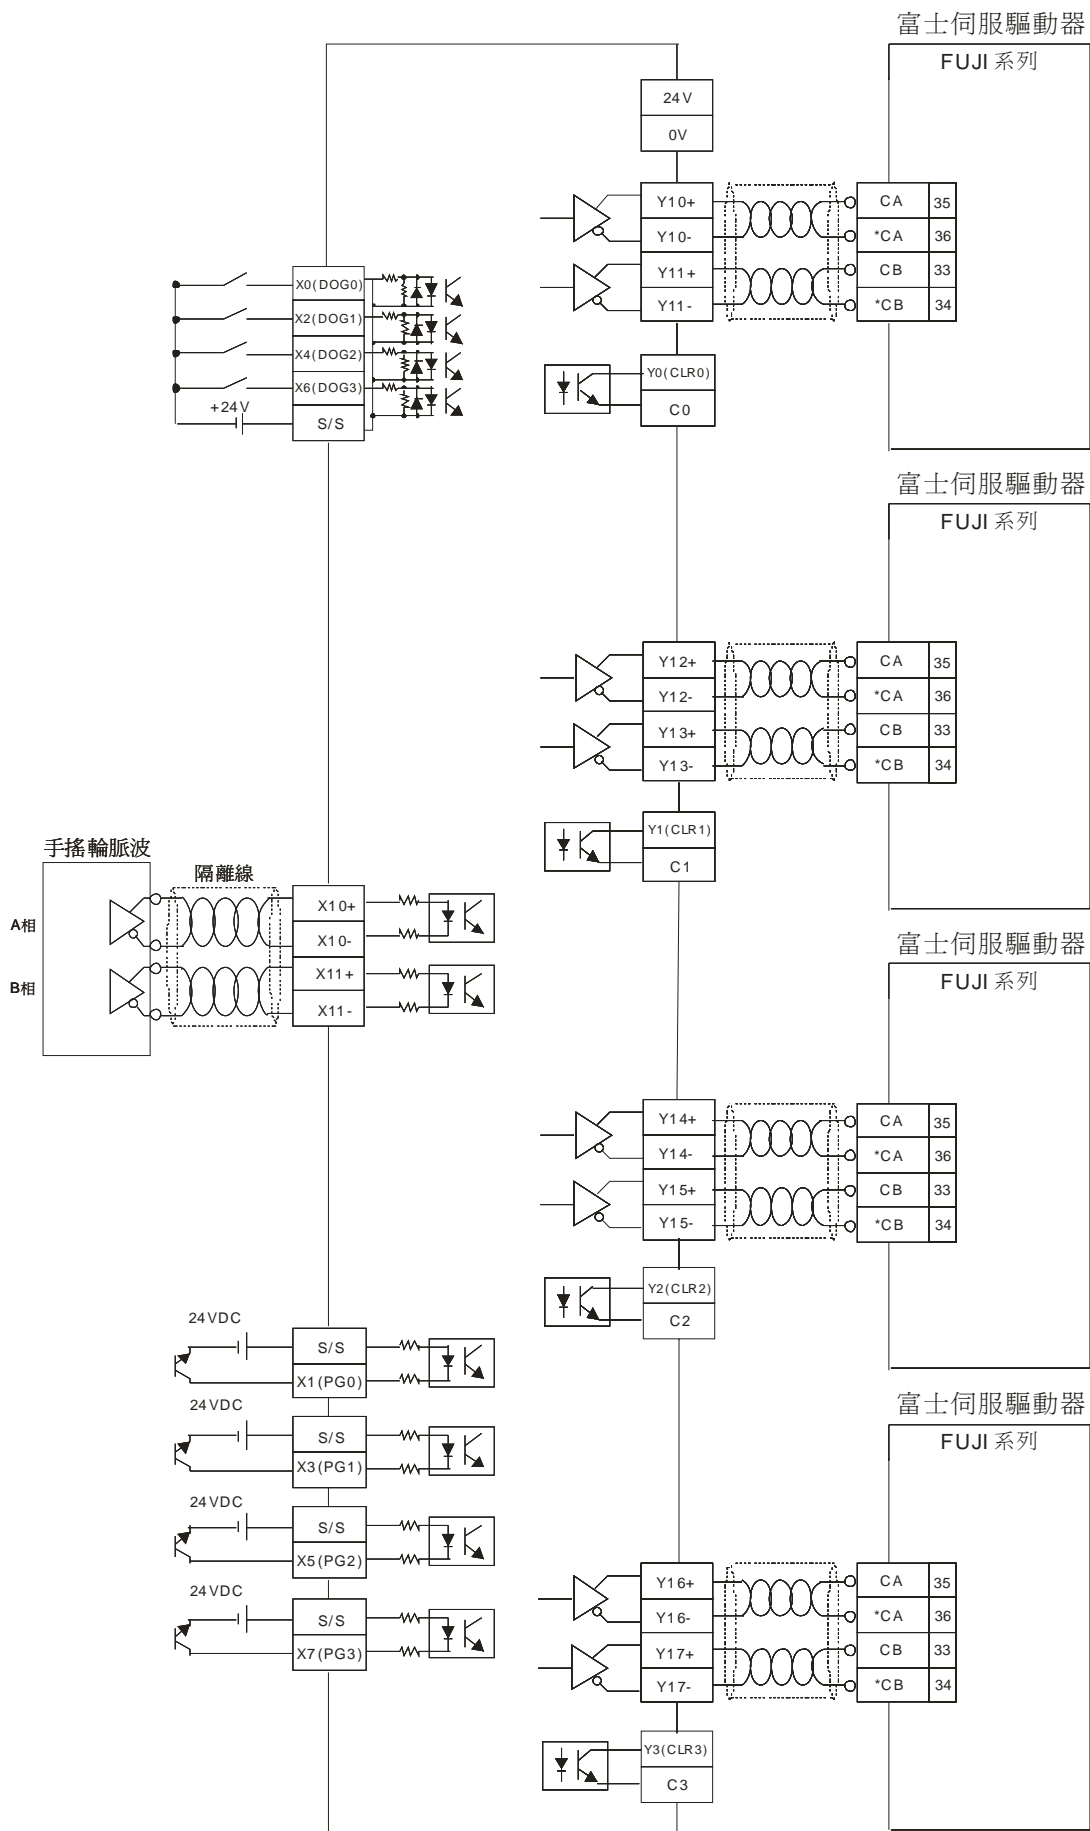 富士伺服驅動器
FUJI 系列
24V
0V
Y10+
Y10-
Y11+
Y11-
CA 35
*CA 36
CB 33
*CB 34
X0(DOG0)
X2(DOG1)
X4(DOG2)
X6(DOG3)
+24V
S/S
Y0(CLR0)
C0
富士伺服驅動器
FUJI 系列
Y12+
Y12-
Y13+
Y13-
CA 35
*CA 36
CB 33
*CB 34
Y1(CLR1)
C1
手搖輪脈波
隔離線
A相
B相
X10+
X10-
X11+
X11-
富士伺服驅動器
FUJI 系列
Y14+
Y14-
Y15+
Y15-
CA 35
*CA 36
CB 33
*CB 34
Y2(CLR2)
C2
24VDC
S/S
X1(PG0)
24VDC
S/S
X3(PG1)
24VDC
S/S
X5(PG2)
24VDC
S/S
X7(PG3)
富士伺服驅動器
FUJI 系列
Y16+
Y16-
Y17+
Y17-
CA 35
*CA 36
CB 33
*CB 34
Y3(CLR3)
C3